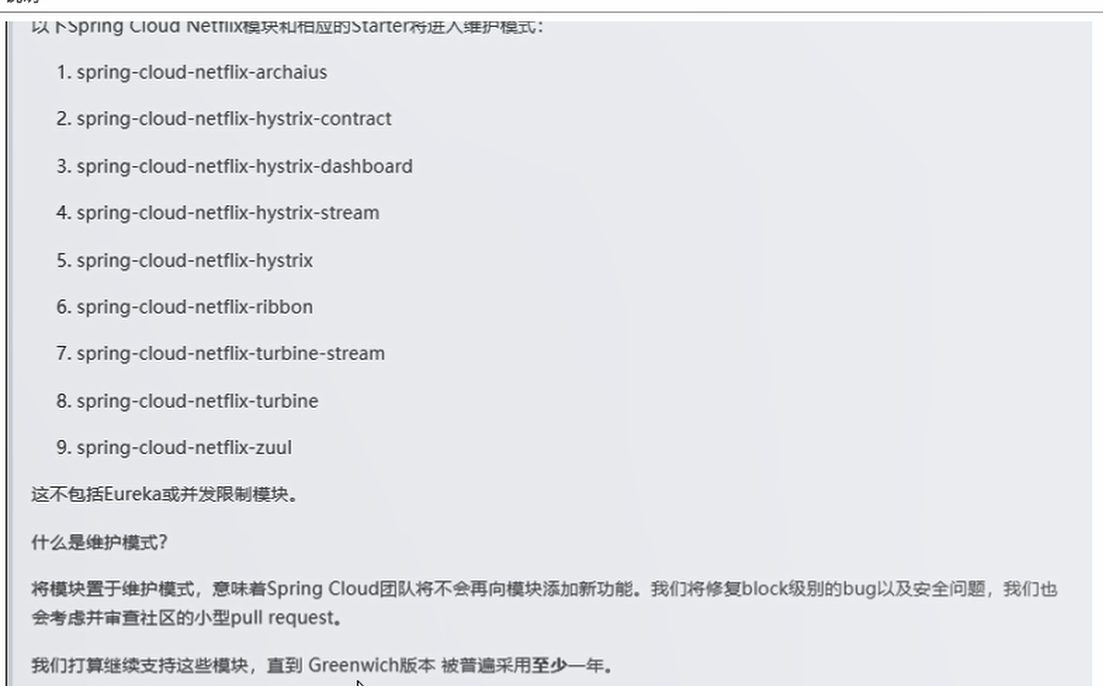 以下Spring Cloud Netflix模块和相应的Starter将进入维护模式：
1. spring-cloud-netflix-archaius
2. spring-cloud-netflix-hystrix-contract
3. spring-cloud-netflix-hystrix-dashboard
4. spring-cloud-netflix-hystrix-stream
5. spring-cloud-netflix-hystrix
6. spring-cloud-netflix-ribbon
7. spring-cloud-netflix-turbine-stream
8. spring-cloud-netflix-turbine
9. spring-cloud-netflix-zuul
这不包括Eureka或并发限制模块。
什么是维护模式？
将模块置于维护模式，意味着Spring Cloud团队将不会再向模块添加新功能。我们将修复block级别的bug以及安全问题，我们也
会考虑并审查社区的小型pull request。
我们打算继续支持这些模块，直到 Greenwich版本 被普遍采用至少一年。